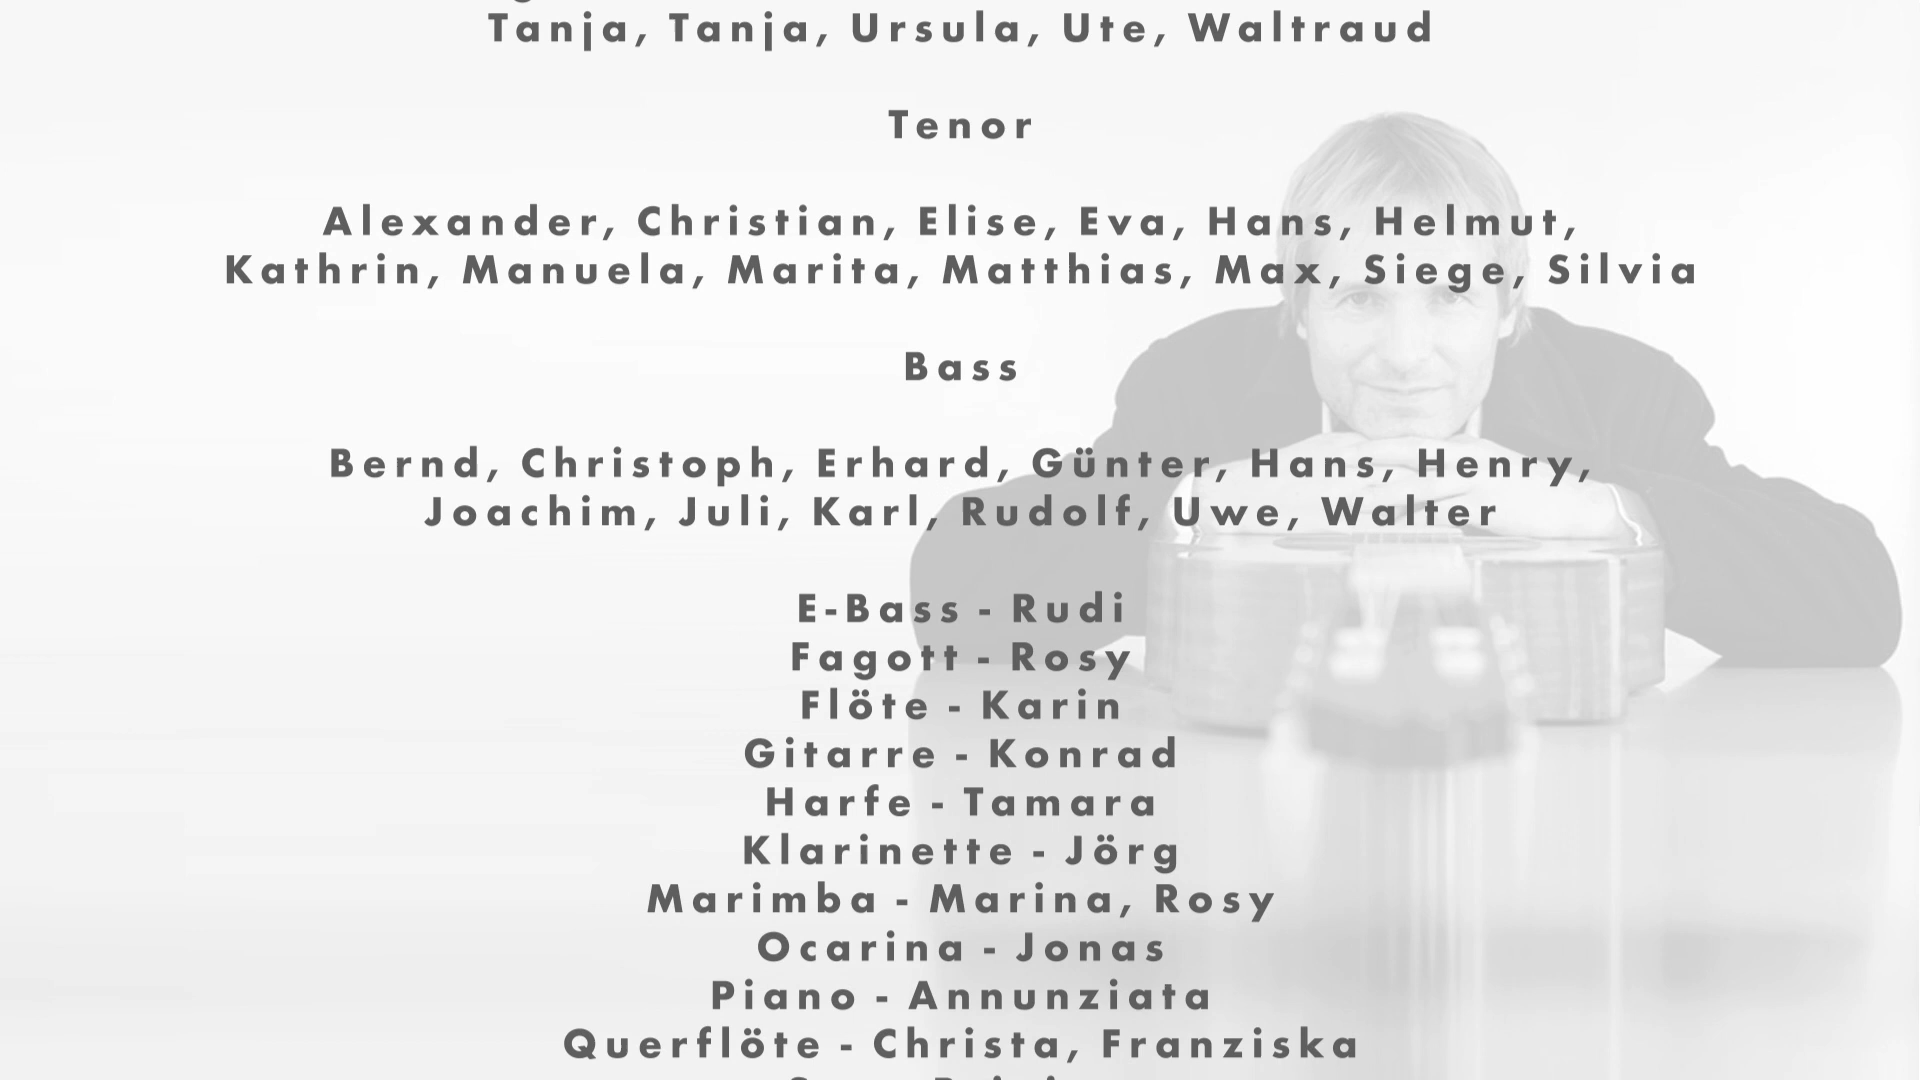 Tanja, Tanja, Ursula, Ute, Waltraud
Tenor
Alexander, Christian, Elise, Eva, Hans, Helmut,
Kathrin, Manuela, Marita, Matthias, Max, Siege, Silvia
Bass
Bernd, Christoph, Erhard, Günter, Hans, Henry,
Joachim, Juli, Karl, Rudolf, Uwe, Walter
E-Bass - Rudi
Fagott - Rosy
Flöte - Karin
Gitarre - Konrad
Harfe - Tamara
Klarinette - Jörg
Marimba - Marina, Rosy
Ocarina - Jonas
Piano - Annunziata
Querflöte - Christa, Franziska